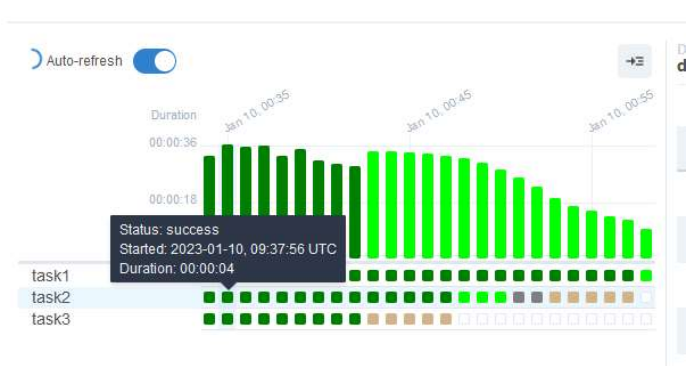 Auto-refresh
D
d
Duration
Jan 10, 00:35
Jan 10, 00:45
Jan 10, 00:55
00:00:36
00:00:18
Status: success
Started: 2023-01-10, 09:37:56 UTC
Duration: 00:00:04
task1
task2
task3